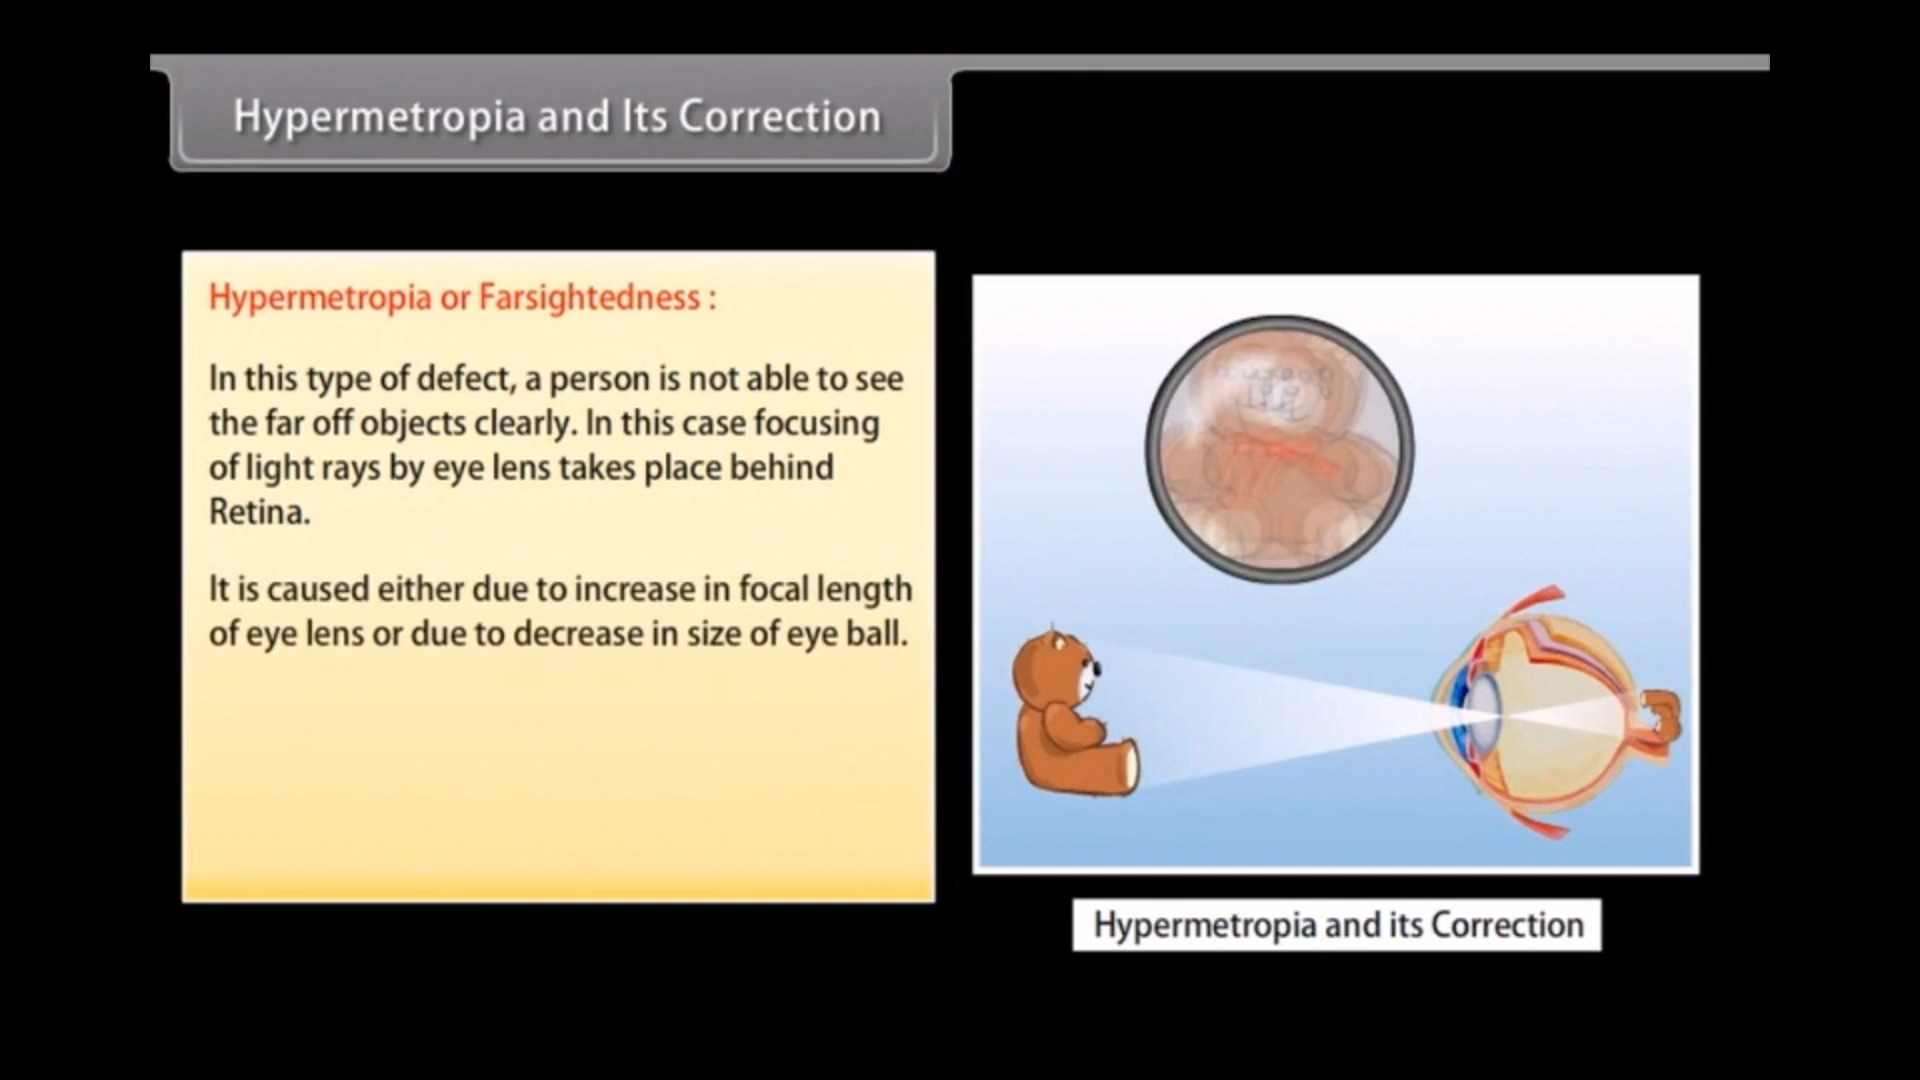 Hypermetropia and Its Correction
Hypermetropia or Farsightedness :
In this type of defect, a person is not able to see
the far off objects clearly. In this case focusing
of light rays by eye lens takes place behind
Retina.
It is caused either due to increase in focal length
of eye lens or due to decrease in size of eye ball.
Hypermetropia and its Correction